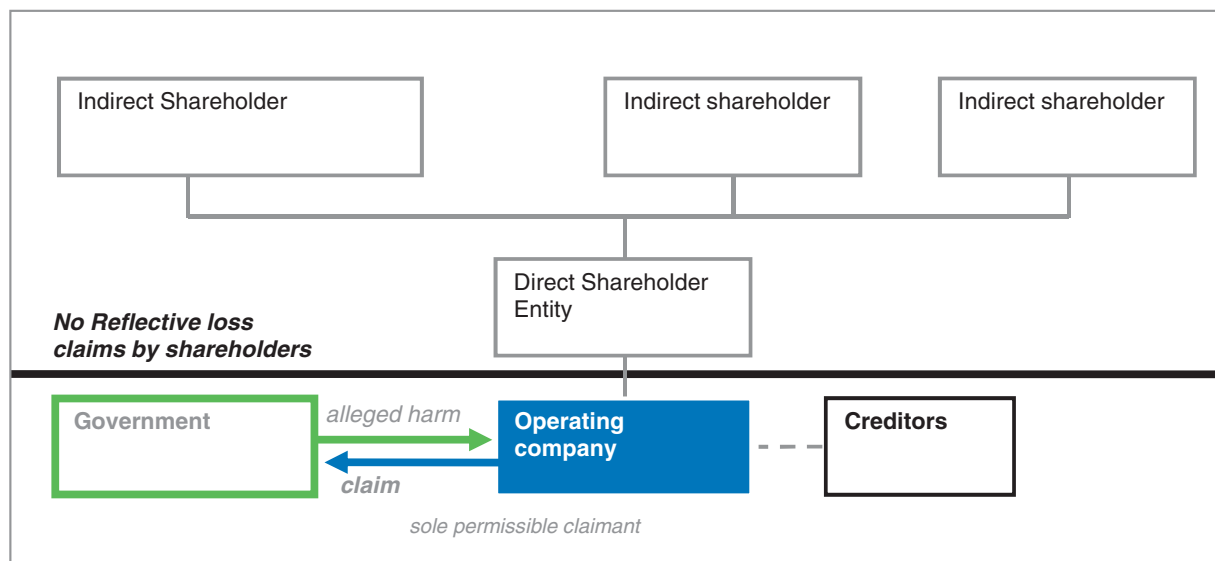 Indirect Shareholder
Indirect shareholder
Indirect shareholder
Direct Shareholder
Entity
No Reflective loss
claims by shareholders
Government
alleged harm
claim
Operating
company
Creditors
sole permissible claimant